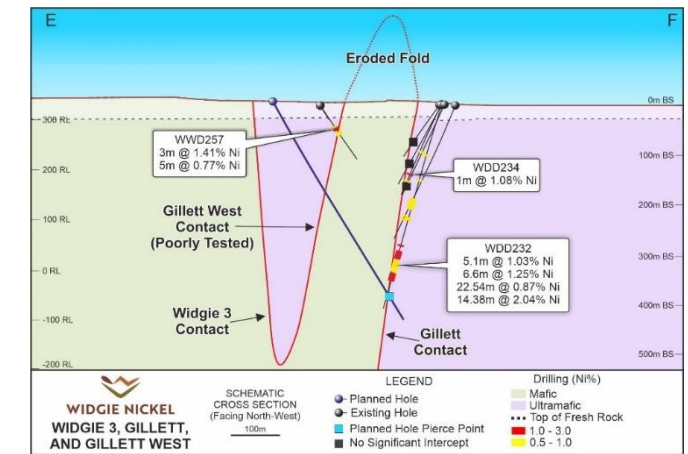 E
F
Eroded Fold
0m BS
300 RL
WWD257
3m @ 1.41% Ni
5m @ 0.77% Ni
100m BS
WDD234
1m @ 1.08% Ni
200 RL
200m BS
Gillett West
Contact
(Poorly Tested)
100 RL
WDD232
5.1m @ 1.03% Ni
6.6m @ 1.25% Ni
22.54m @ 0.87% Ni
14.38m @ 2.04% Ni
300m BS
0 RL
Widgie 3
Contact
400m BS
-100 RL
Gillett
Contact
500m BS
-200 RL
WIDGIE NICKEL
WIDGIE 3, GILLETT,
AND GILLETT WEST
SCHEMATIC
CROSS SECTION
(Facing North-West)
100m
LEGEND
Planned Hole
Existing Hole
Planned Hole Pierce Point
No Significant Intercept
Drilling (Ni%)
Mafic
Ultramafic
Top of Fresh Rock
1.0 - 3.0
0.5 - 1.0